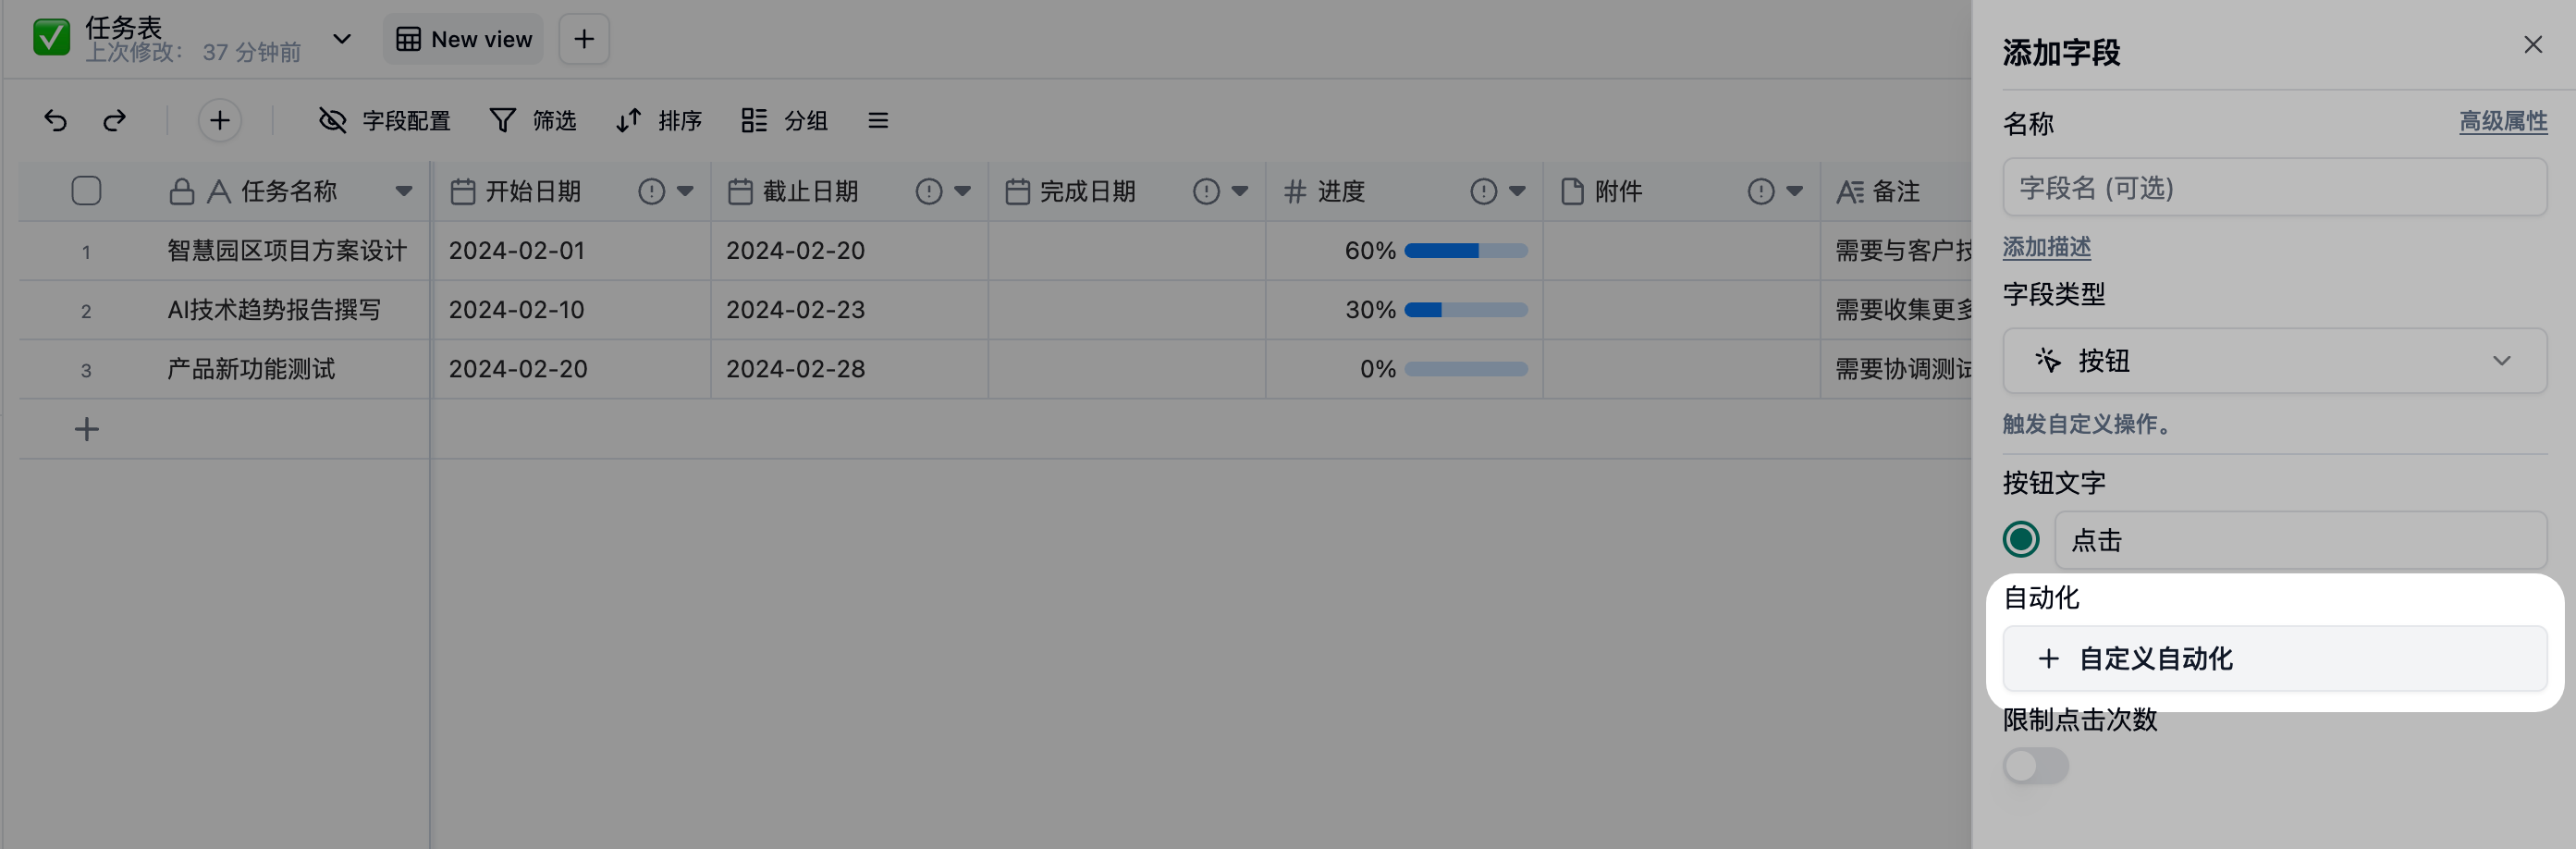 任务表
上次修改： 37 分钟前
New view
字段配置
筛选
排序
分组
任务名称
开始日期
截止日期
完成日期
进度
附件
备注
1 智慧园区项目方案设计 2024-02-01 2024-02-20 60% 需要与客户技
2 AI技术趋势报告撰写 2024-02-10 2024-02-23 30% 需要收集更多
3 产品新功能测试 2024-02-20 2024-02-28 0% 需要协调测试
添加字段
名称
高级属性
字段名 (可选)
添加描述
字段类型
按钮
触发自定义操作。
按钮文字
点击
自动化
自定义自动化
限制点击次数